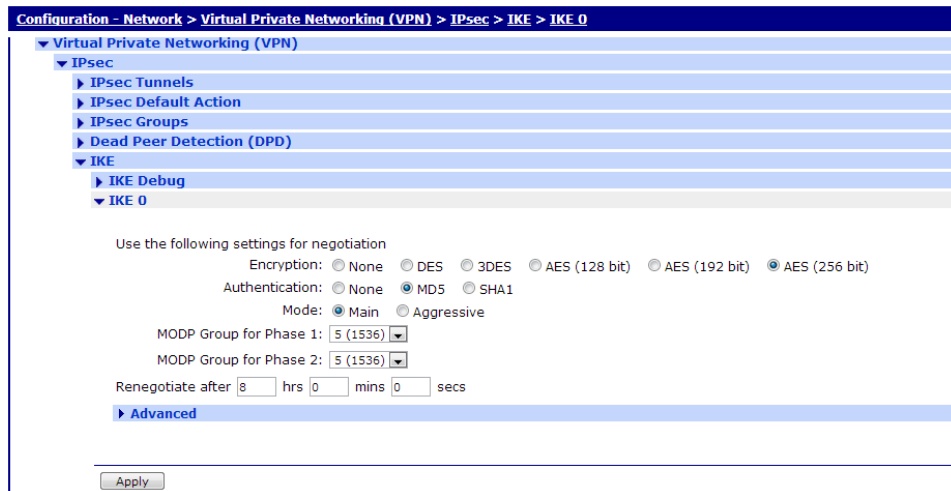 Configuration - Network > Virtual Private Networking (VPN) > IPsec > IKE > IKE 0
Virtual Private Networking (VPN)
IPsec
IPsec Tunnels
IPsec Default Action
IPsec Groups
Dead Peer Detection (DPD)
IKE
IKE Debug
IKE 0
Use the following settings for negotiation
Encryption: None DES 3DES AES (128 bit) AES (192 bit) AES (256 bit)
Authentication: None MD5 SHA1
Mode: Main Aggressive
MODP Group for Phase 1: 5 (1536)
MODP Group for Phase 2: 5 (1536)
Renegotiate after 8 hrs 0 mins 0 secs
Advanced
Apply